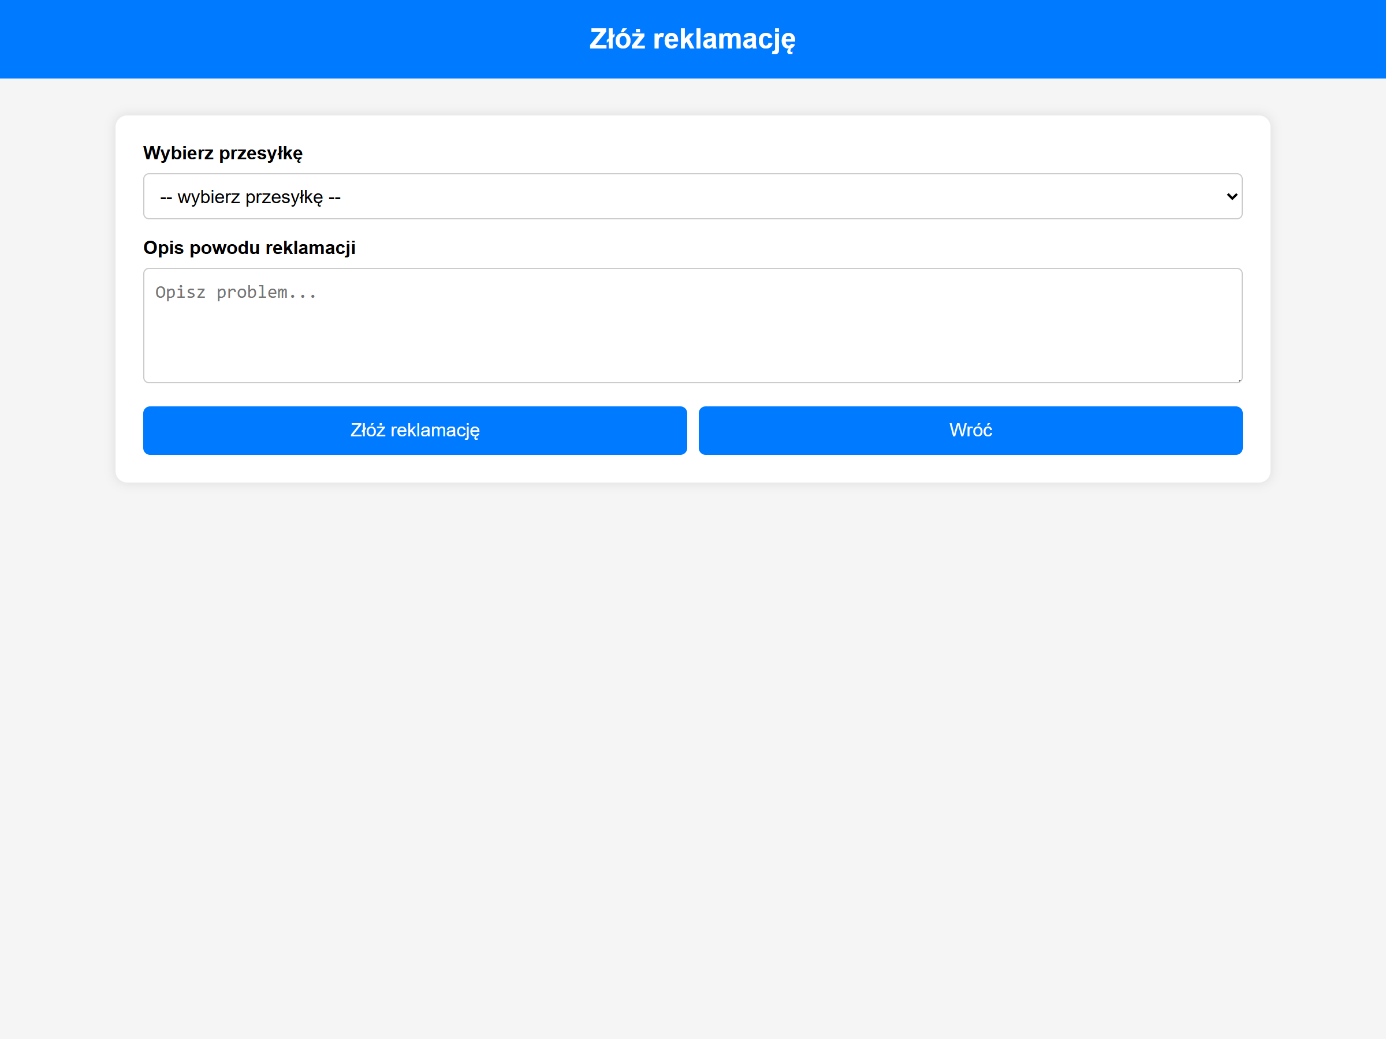 Złóż reklamację
Wybierz przesyłkę
-- wybierz przesyłkę --
Opis powodu reklamacji
Opisz problem...
Złóż reklamację
Wróć